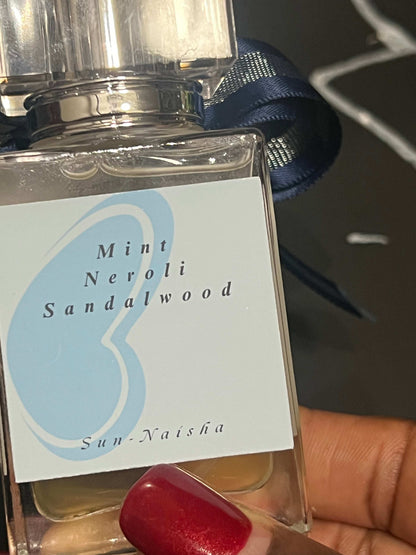 Mint
Neroli
Sandalwood
Sun-Naisha